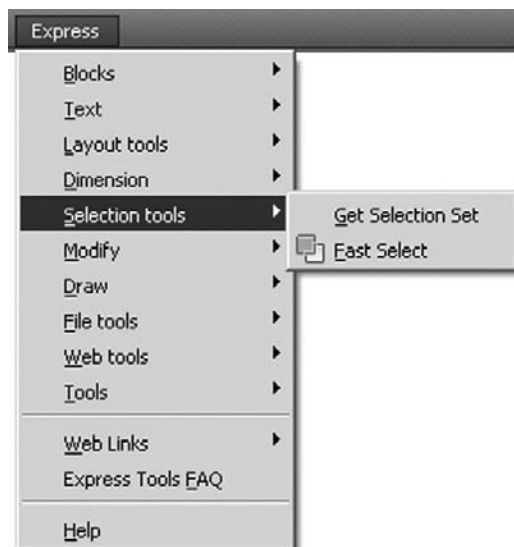 Express
Blocks
Text
Layout tools
Dimension
Selection tools
Get Selection Set
Fast Select
Modify
Draw
File tools
Web tools
Tools
Web Links
Express Tools FAQ
Help